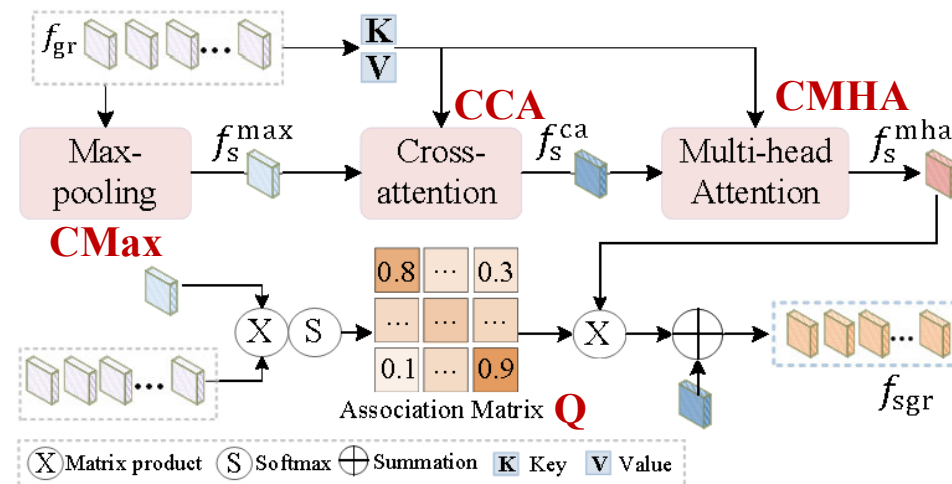 f_gr
K
V
CCA
CMHA
f_s^max
f_s^ca
f_s^mha
Max-
pooling
Cross-
attention
Multi-head
Attention
CMax
0.8 ... 0.3
... ... ...
0.1 ... 0.9
X
S
X
Association Matrix Q
f_sgr
X Matrix product S Softmax Summation K Key V Value